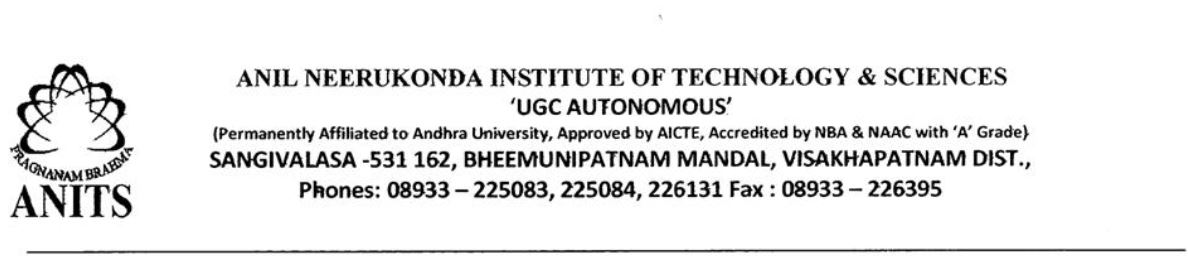 ANIL NEERUKONDA INSTITUTE OF TECHNOLOGY & SCIENCES
'UGC AUTONOMOUS'
(Permanently Affiliated to Andhra University, Approved by AICTE, Accredited by NBA & NAAC with 'A' Grade)
SANGIVALASA -531 162, BHEEMUNIPATNAM MANDAL, VISAKHAPATNAM DIST.,
Phones: 08933 – 225083, 225084, 226131 Fax : 08933 – 226395
PRAGNANAM BRAHMA
ANITS